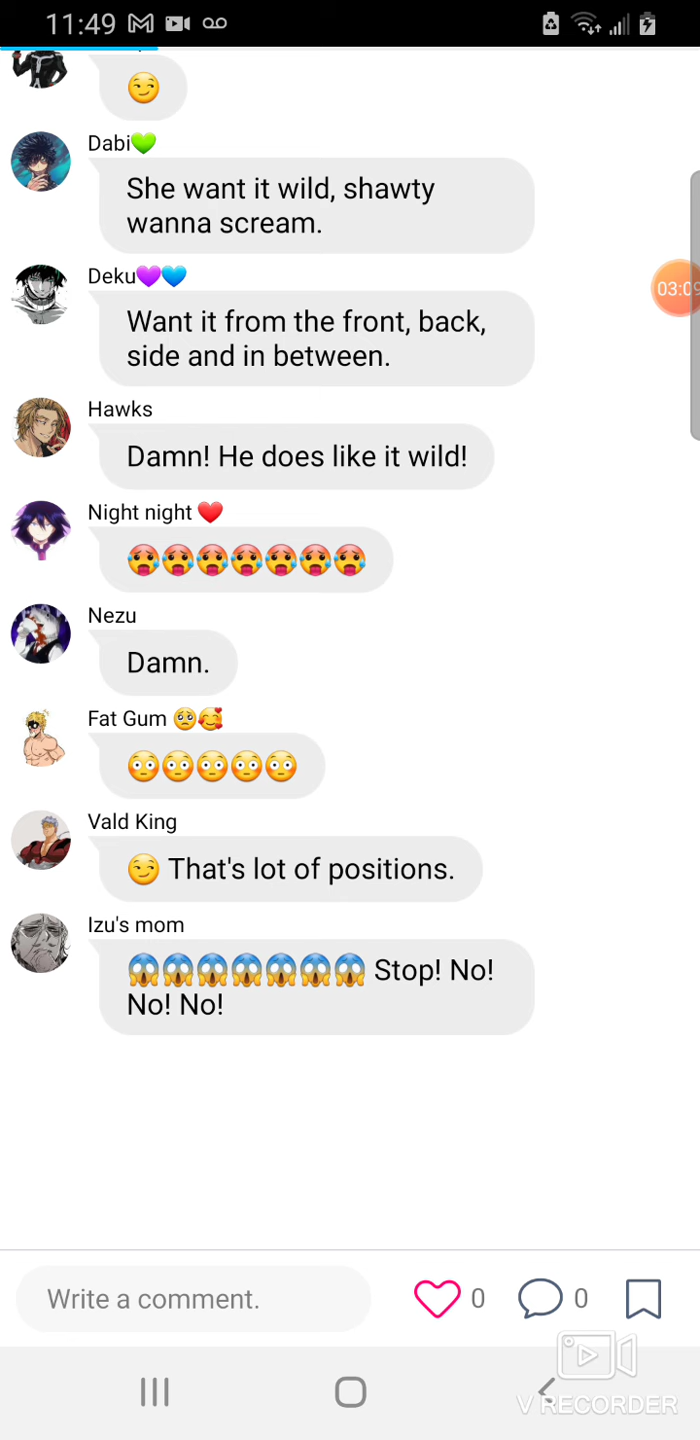 11:49
Dabi💚
She want it wild, shawty
wanna scream.
Deku💜💙
Want it from the front, back,
side and in between.
03:09
Hawks
Damn! He does like it wild!
Night night ❤️
🥵🥵🥵🥵🥵🥵🥵
Nezu
Damn.
Fat Gum 🥺🥰
😳😳😳😳😳
Vald King
😏 That's lot of positions.
Izu's mom
😱😱😱😱😱😱😱 Stop! No!
No! No!
Write a comment.
0
0
V RECORDER